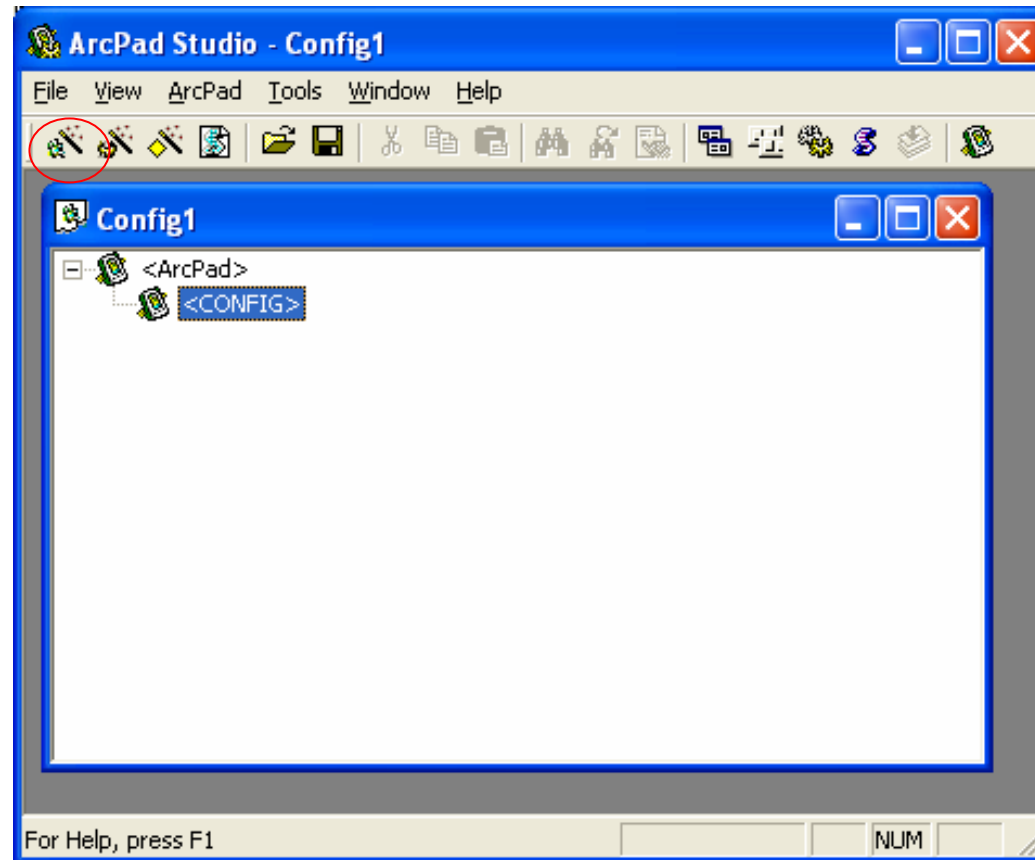 ArcPad Studio - Config1
File View ArcPad Tools Window Help
Config1
<ArcPad>
<CONFIG>
For Help, press F1
NUM